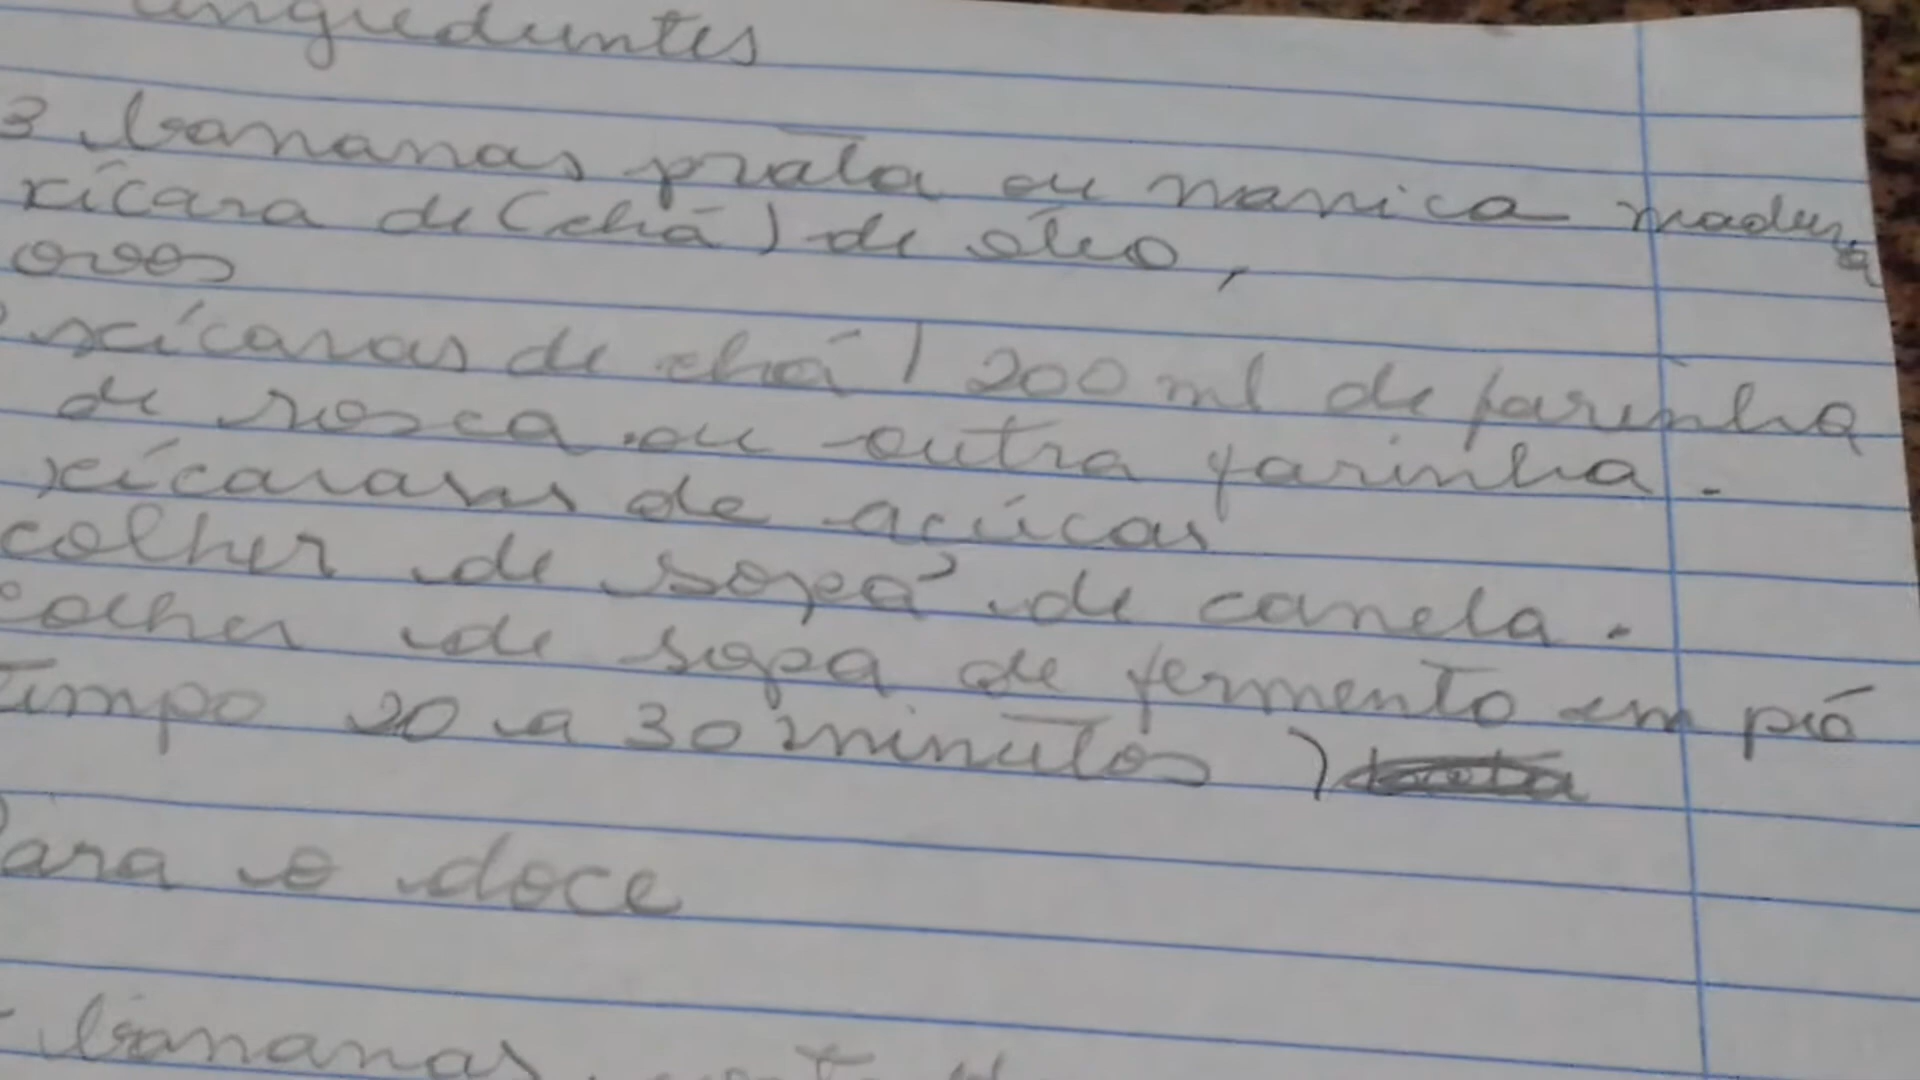 ingredientes
3 bananas prata ou nanica madura
xícara de (chá) de óleo,
ovos
xícaras de chá / 200 ml de farinha
de rosca ou outra farinha.
xícaras de açúcar
colher de sopa de canela.
colher de sopa de fermento em pó
Tempo 20 a 30 minutos )
Para o doce
bananas